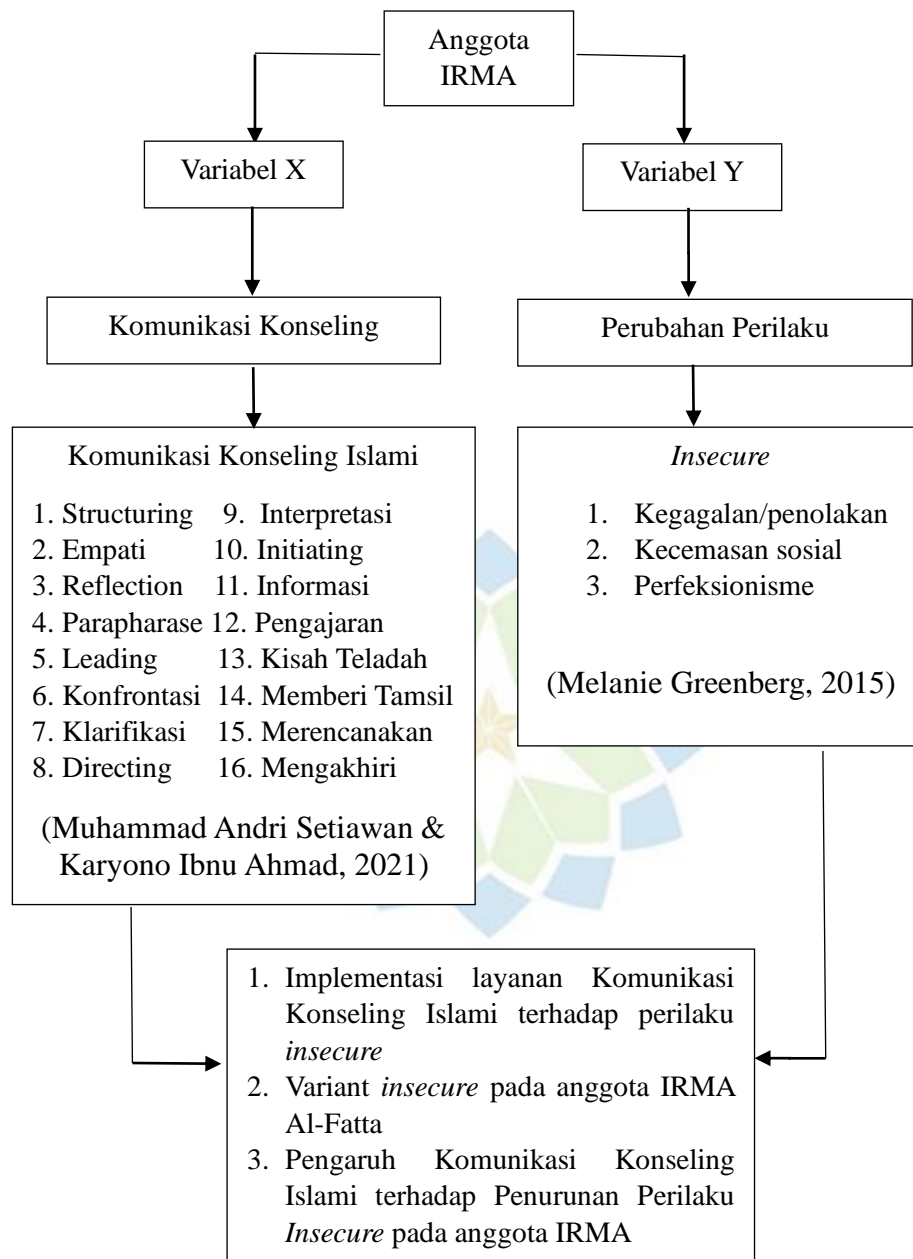 Anggota
IRMA
Variabel X
Variabel Y
Komunikasi Konseling
Perubahan Perilaku
Komunikasi Konseling Islami
1. Structuring 9. Interpretasi
2. Empati 10. Initiating
3. Reflection 11. Informasi
4. Parapharase 12. Pengajaran
5. Leading 13. Kisah Teladah
6. Konfrontasi 14. Memberi Tamsil
7. Klarifikasi 15. Merencanakan
8. Directing 16. Mengakhiri
(Muhammad Andri Setiawan &
Karyono Ibnu Ahmad, 2021)
Insecure
1. Kegagalan/penolakan
2. Kecemasan sosial
3. Perfeksionisme
(Melanie Greenberg, 2015)
1. Implementasi layanan Komunikasi
Konseling Islami terhadap perilaku
insecure
2. Variant insecure pada anggota IRMA
Al-Fatta
3. Pengaruh Komunikasi Konseling
Islami terhadap Penurunan Perilaku
Insecure pada anggota IRMA